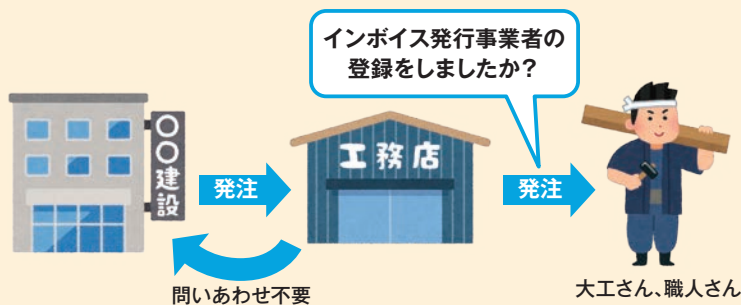 インボイス発行事業者の
登録をしましたか?
〇〇建設
発注
工務店
発注
問いあわせ不要
大工さん、職人さん